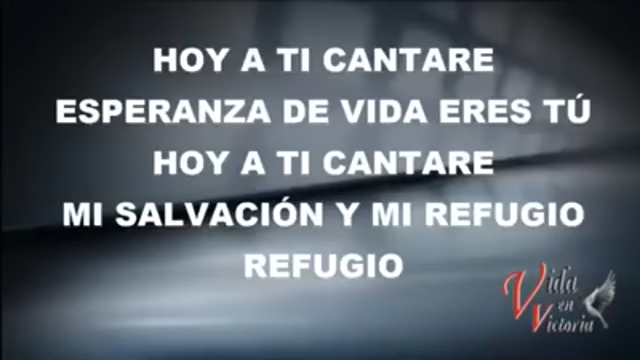 HOY A TI CANTARE
ESPERANZA DE VIDA ERES TÚ
HOY A TI CANTARE
MI SALVACIÓN Y MI REFUGIO
REFUGIO
Vida
en
Victoria